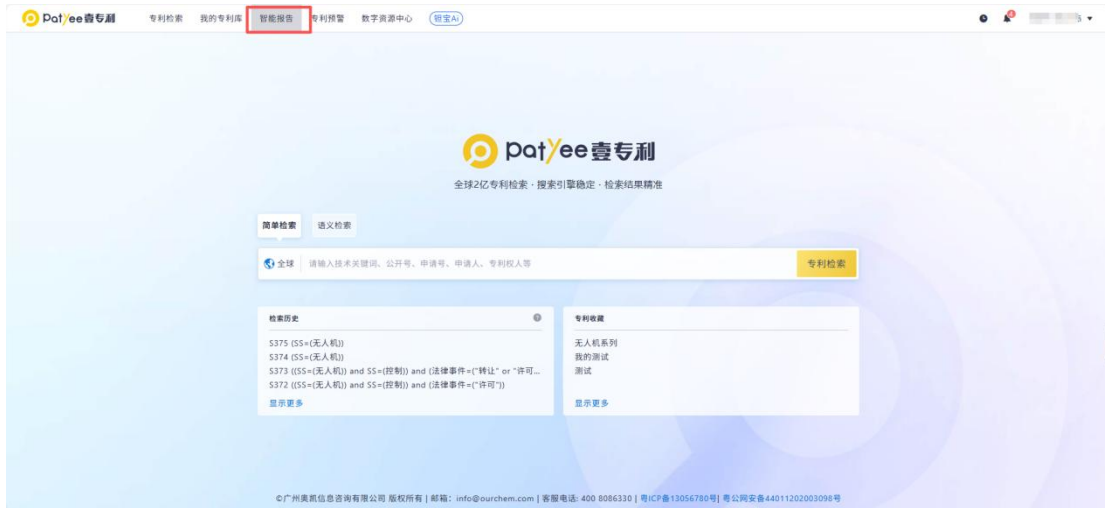 Patyee壹专利 专利检索 我的专利库 智能报告 专利预警 数字资源中心 钽宝Ai 4
Patyee壹专利
全球2亿专利检索 · 搜索引擎稳定 · 检索结果精准
简单检索 语义检索
全球 请输入技术关键词、公开号、申请号、申请人、专利权人等 专利检索
检索历史 专利收藏
S375 (SS=(无人机)) 无人机系列
S374 (SS=(无人机)) 我的测试
S373 ((SS=(无人机)) and SS=(控制)) and (法律事件=("转让" or "许可... 测试
S372 ((SS=(无人机)) and SS=(控制)) and (法律事件=("许可"))
显示更多 显示更多
©广州奥凯信息咨询有限公司 版权所有 | 邮箱：info@ourchem.com | 客服电话: 400 8086330 | 粤ICP备13056780号| 粤公网安备44011202003098号